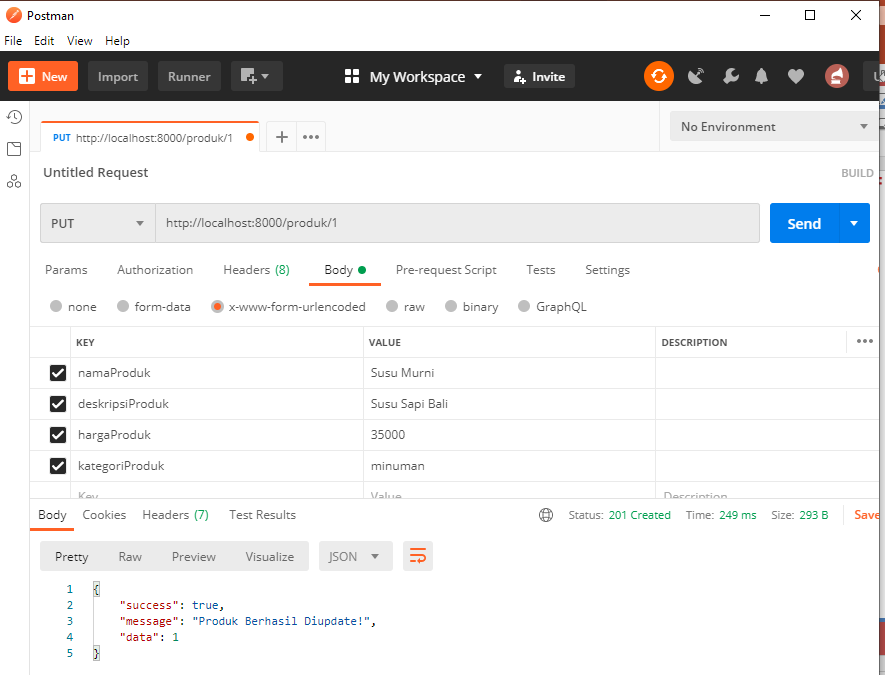 Postman
File Edit View Help
New Import Runner My Workspace Invite
PUT http://localhost:8000/produk/1 No Environment
Untitled Request BUILD
PUT http://localhost:8000/produk/1 Send
Params Authorization Headers (8) Body Pre-request Script Tests Settings
none form-data x-www-form-urlencoded raw binary GraphQL
KEY VALUE DESCRIPTION
namaProduk Susu Murni
deskripsiProduk Susu Sapi Bali
hargaProduk 35000
kategoriProduk minuman
Key Value Description
Body Cookies Headers (7) Test Results Status: 201 Created Time: 249 ms Size: 293 B Save
Pretty Raw Preview Visualize JSON
1 {
2 "success": true,
3 "message": "Produk Berhasil Diupdate!",
4 "data": 1
5 }